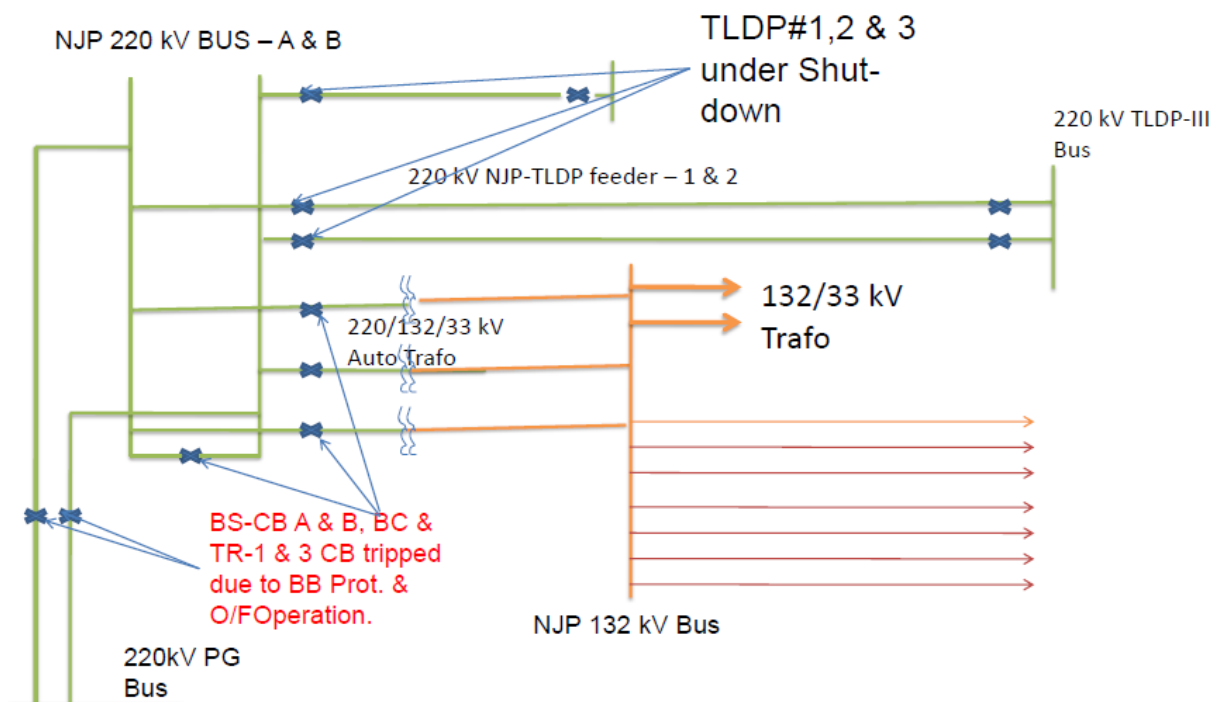 NJP 220 kV BUS – A & B
TLDP#1,2 & 3
under Shut-
down
220 kV TLDP-III
Bus
220 kV NJP-TLDP feeder – 1 & 2
132/33 kV
Trafo
220/132/33 kV
Auto Trafo
BS-CB A & B, BC &
TR-1 & 3 CB tripped
due to BB Prot. &
O/FOperation.
NJP 132 kV Bus
220kV PG
Bus